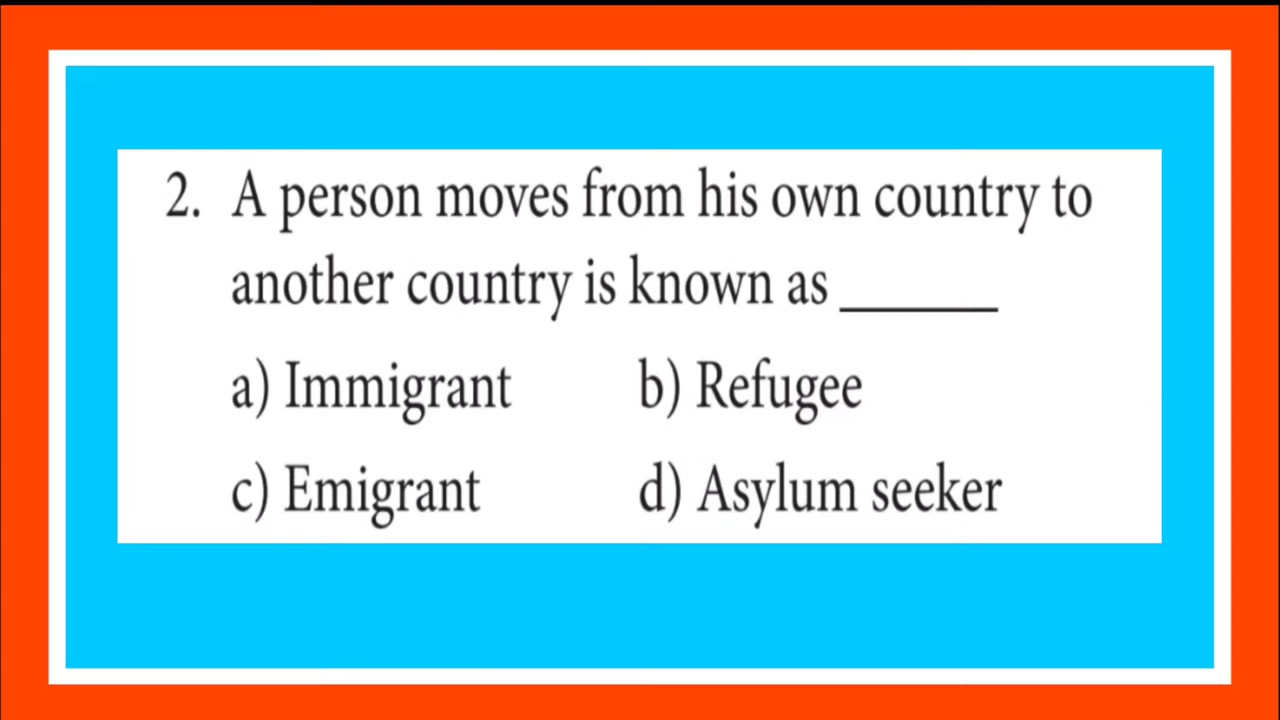 2. A person moves from his own country to
another country is known as ______
a) Immigrant b) Refugee
c) Emigrant d) Asylum seeker